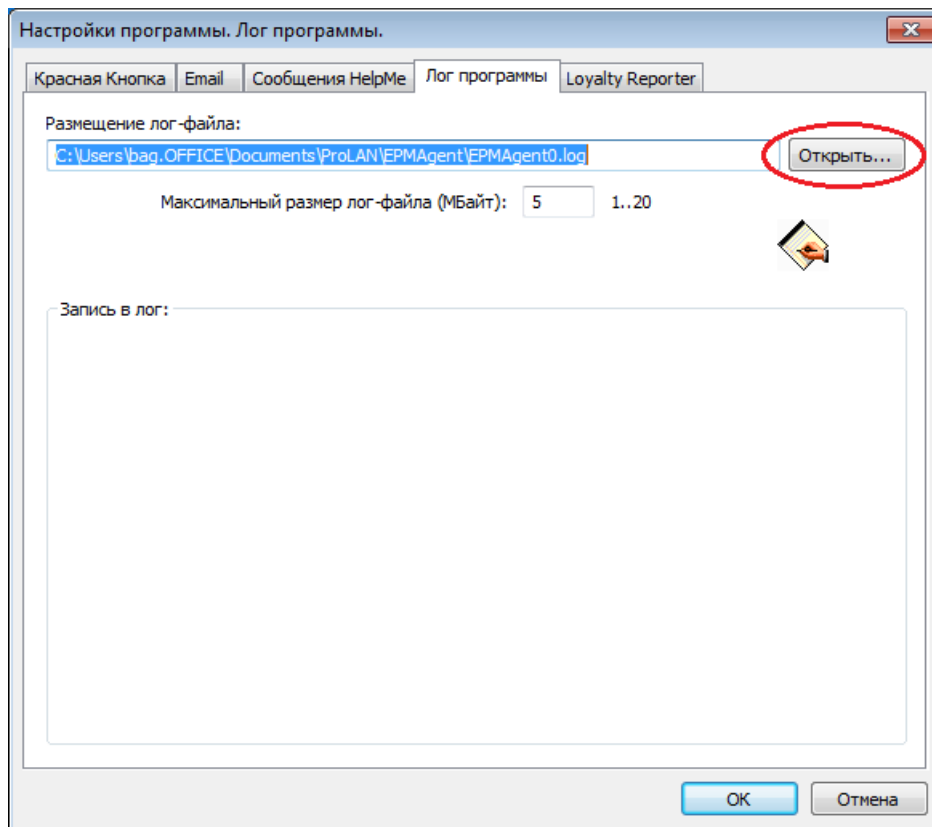 Настройки программы. Лог программы.
Красная Кнопка Email Сообщения HelpMe Лог программы Loyalty Reporter
Размещение лог-файла:
C:\Users\bag.OFFICE\Documents\ProLAN\EPMAgent\EPMAgent0.log Открыть...
Максимальный размер лог-файла (МБайт): 5 1..20
Запись в лог:
OK Отмена